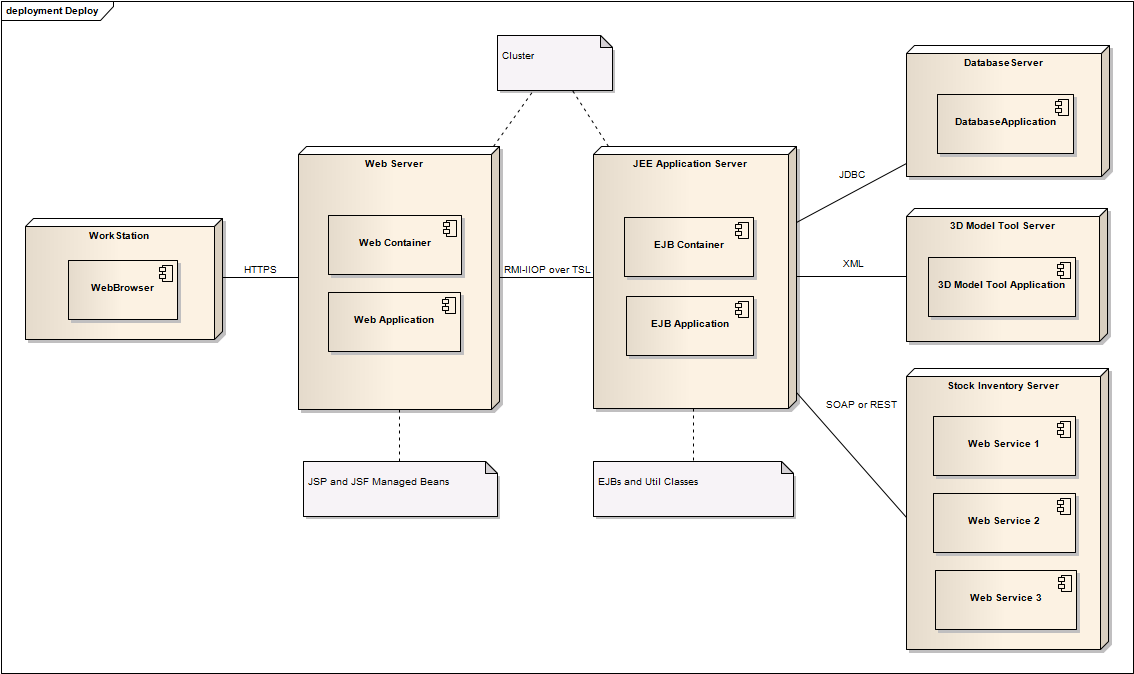 deployment Deploy
Cluster
DatabaseServer
DatabaseApplication
Web Server
JEE Application Server
JDBC
WorkStation
WebBrowser
HTTPS
Web Container
Web Application
RMI-IIOP over TSL
EJB Container
EJB Application
XML
3D Model Tool Server
3D Model Tool Application
SOAP or REST
Stock Inventory Server
Web Service 1
Web Service 2
Web Service 3
JSP and JSF Managed Beans
EJBs and Util Classes